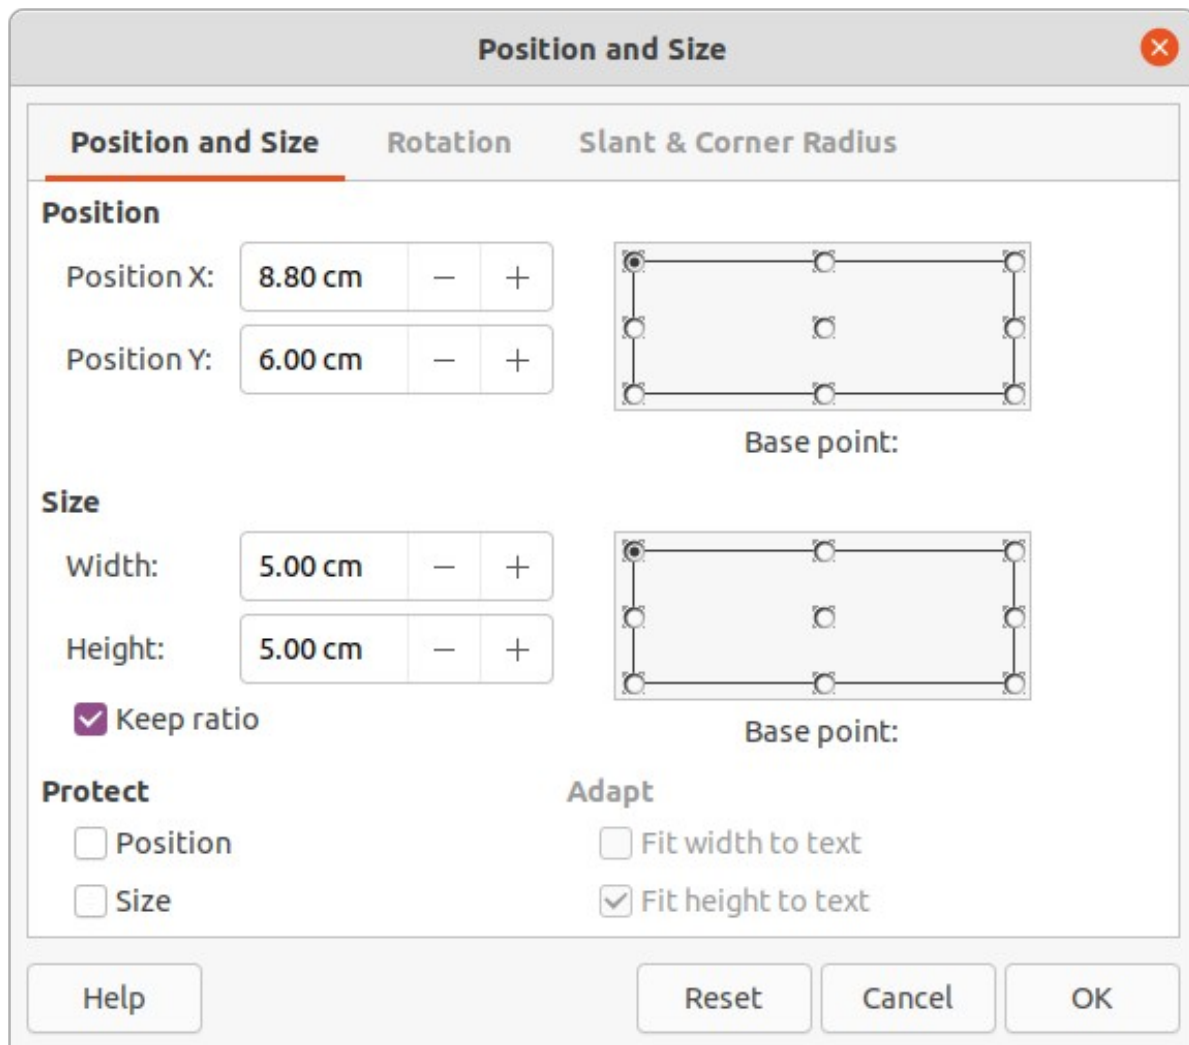 Position and Size
Position and Size Rotation Slant & Corner Radius
Position
Position X: 8.80 cm
Position Y: 6.00 cm
Base point:
Size
Width: 5.00 cm
Height: 5.00 cm
Keep ratio
Base point:
Protect Adapt
Position Fit width to text
Size Fit height to text
Help Reset Cancel OK